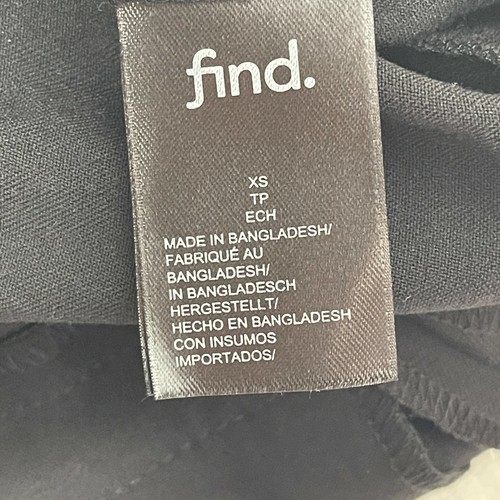 find.
XS
TP
ECH
MADE IN BANGLADESH/
FABRIQUÉ AU
BANGLADESH/
IN BANGLADESCH
HERGESTELLT/
HECHO EN BANGLADESH
CON INSUMOS
IMPORTADOS/